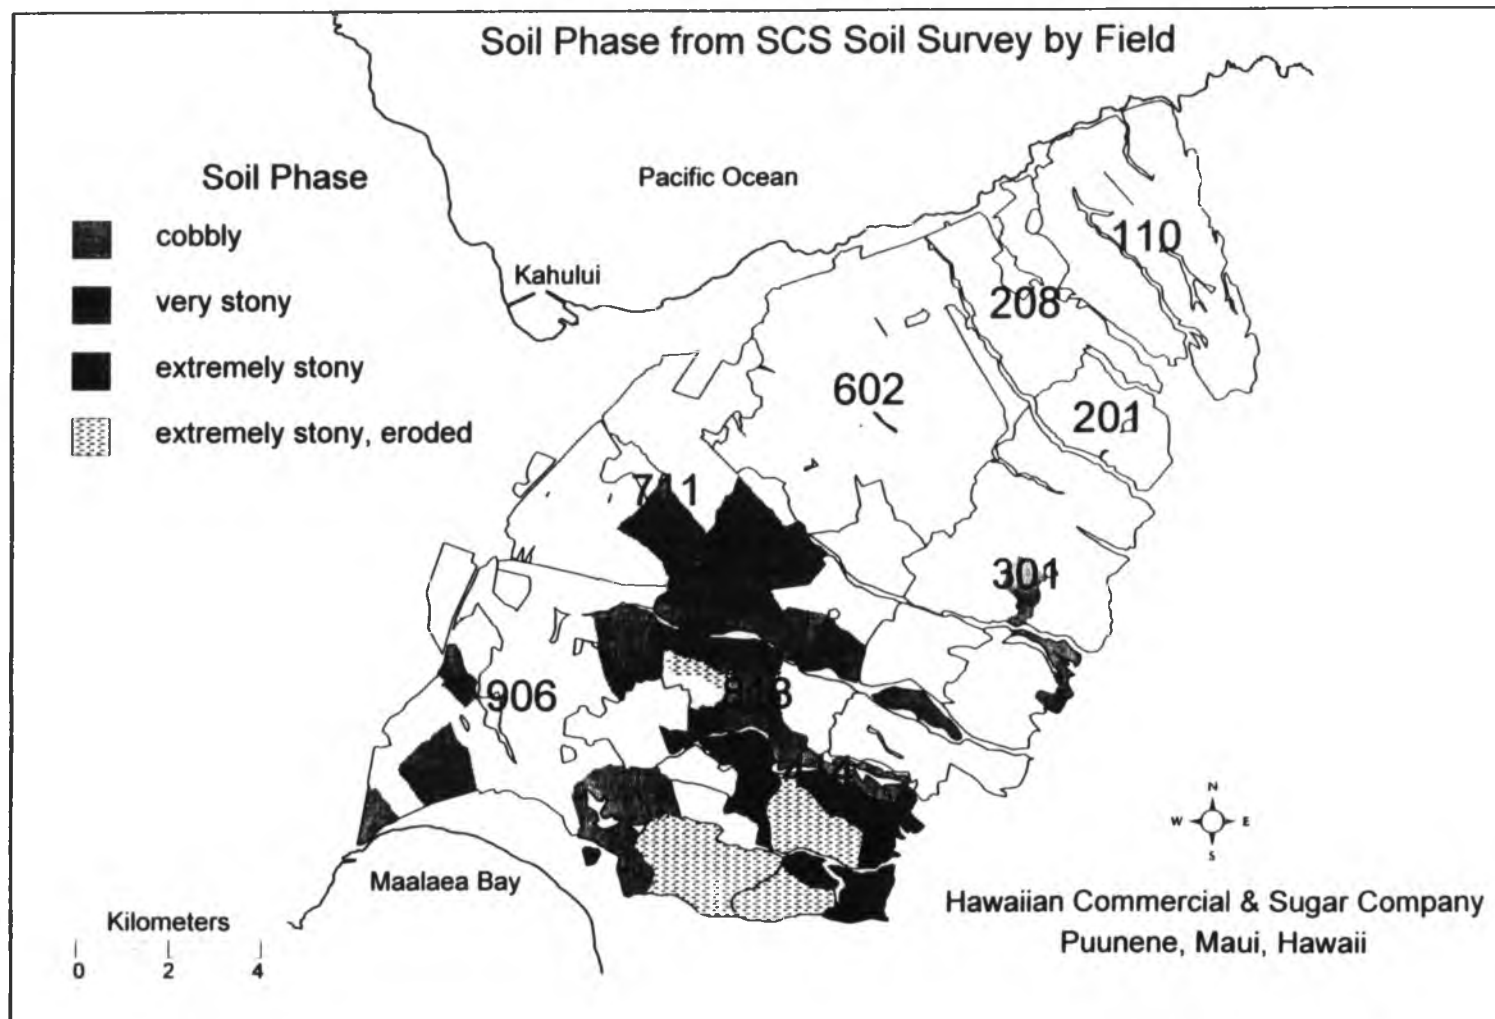 Soil Phase from SCS Soil Survey by Field
Soil Phase
cobbly
very stony
extremely stony
extremely stony, eroded
Pacific Ocean
Kahului
110
208
602
201
711
301
906
Maalaea Bay
N
W E
S
Kilometers
0 2 4
Hawaiian Commercial & Sugar Company
Puunene, Maui, Hawaii